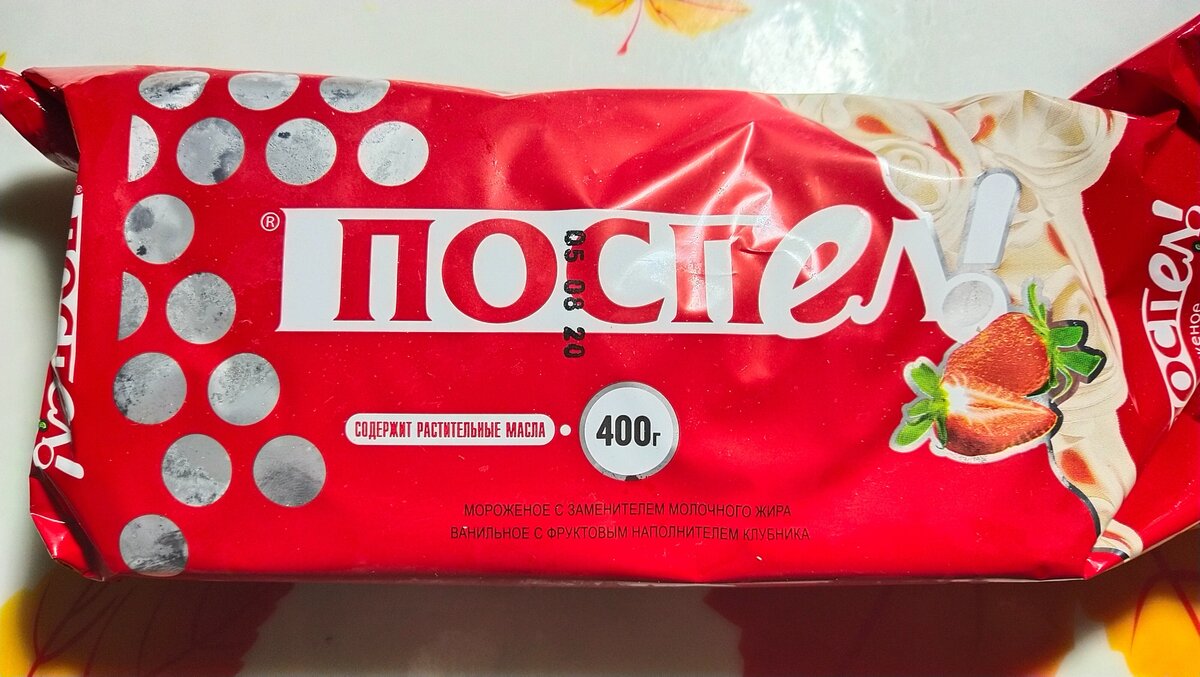 ® ПОСПЕЛ!
05 08 20
СОДЕРЖИТ РАСТИТЕЛЬНЫЕ МАСЛА
400г
МОРОЖЕНОЕ С ЗАМЕНИТЕЛЕМ МОЛОЧНОГО ЖИРА
ВАНИЛЬНОЕ С ФРУКТОВЫМ НАПОЛНИТЕЛЕМ КЛУБНИКА